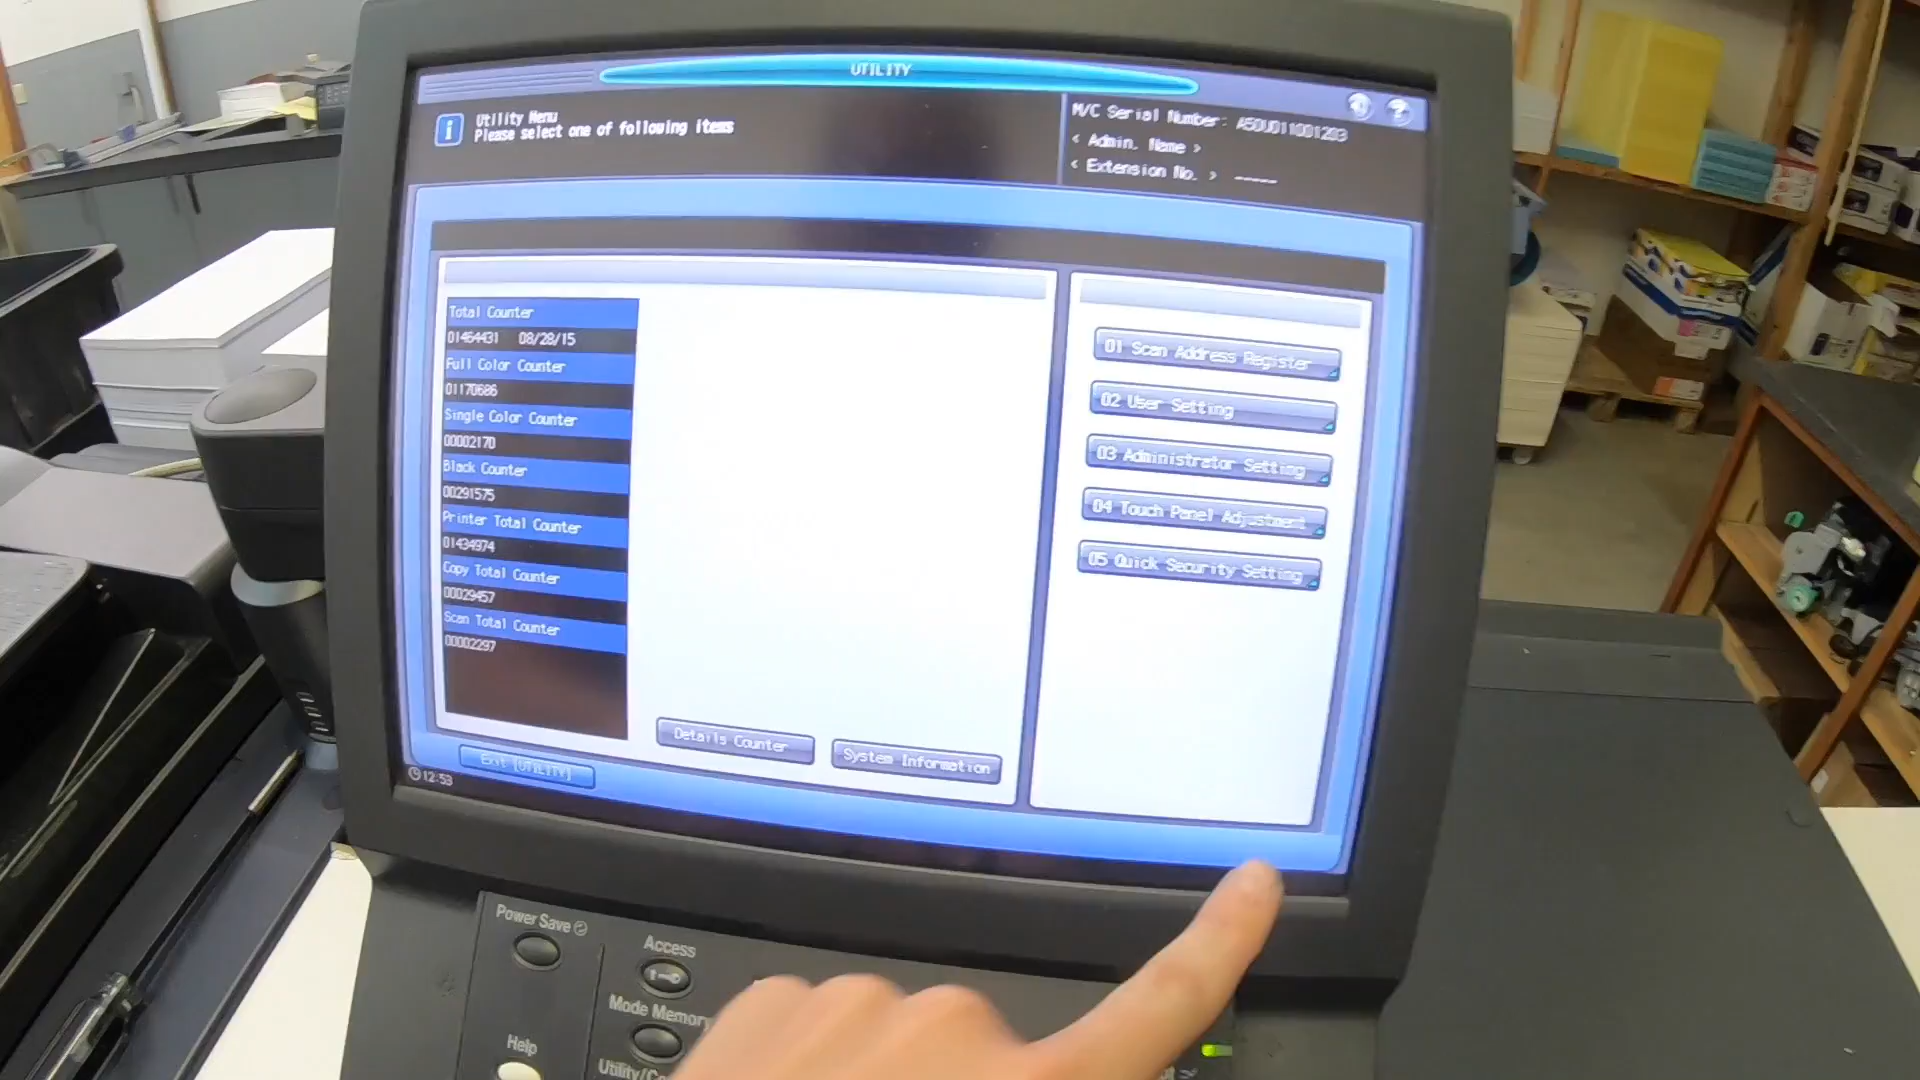 UTILITY
Utility Menu
Please select one of following items
M/C Serial Number: A50U011001203
< Admin. Name >
< Extension No. > -----
Total Counter
01464431 08/28/15
Full Color Counter
01170686
Single Color Counter
00002170
Black Counter
00291575
Printer Total Counter
01434974
Copy Total Counter
00029457
Scan Total Counter
00002297
01 Scan Address Register
02 User Setting
03 Administrator Setting
04 Touch Panel Adjustment
05 Quick Security Setting
Details Counter
System Information
Exit [UTILITY]
12:53
Power Save
Access
Mode Memory
Help